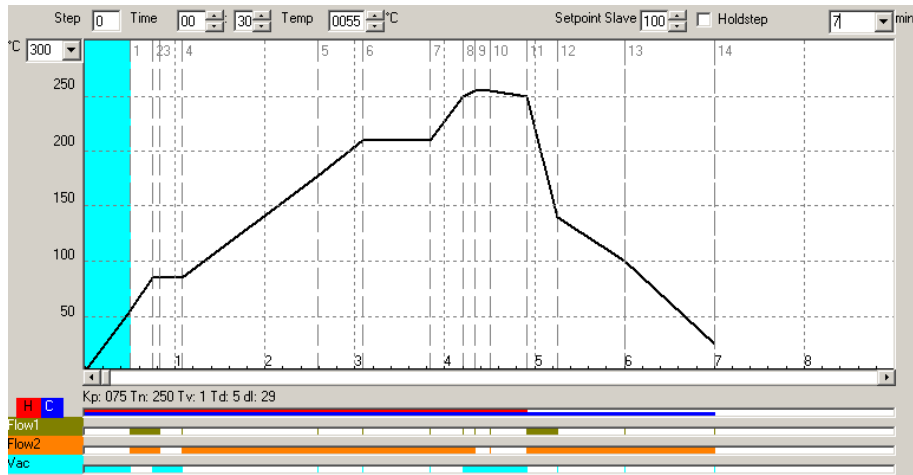 Step 0 Time 00 : 30 Temp 0055 °C Setpoint Slave 100 Holdstep 7 min
°C 300 1 2 3 4 5 6 7 8 9 10 11 12 13 14
250
200
150
100
50
1 2 3 4 5 6 7 8
Kp: 075 Tn: 250 Tv: 1 Td: 5 dl: 29
H C
Flow1
Flow2
Vac